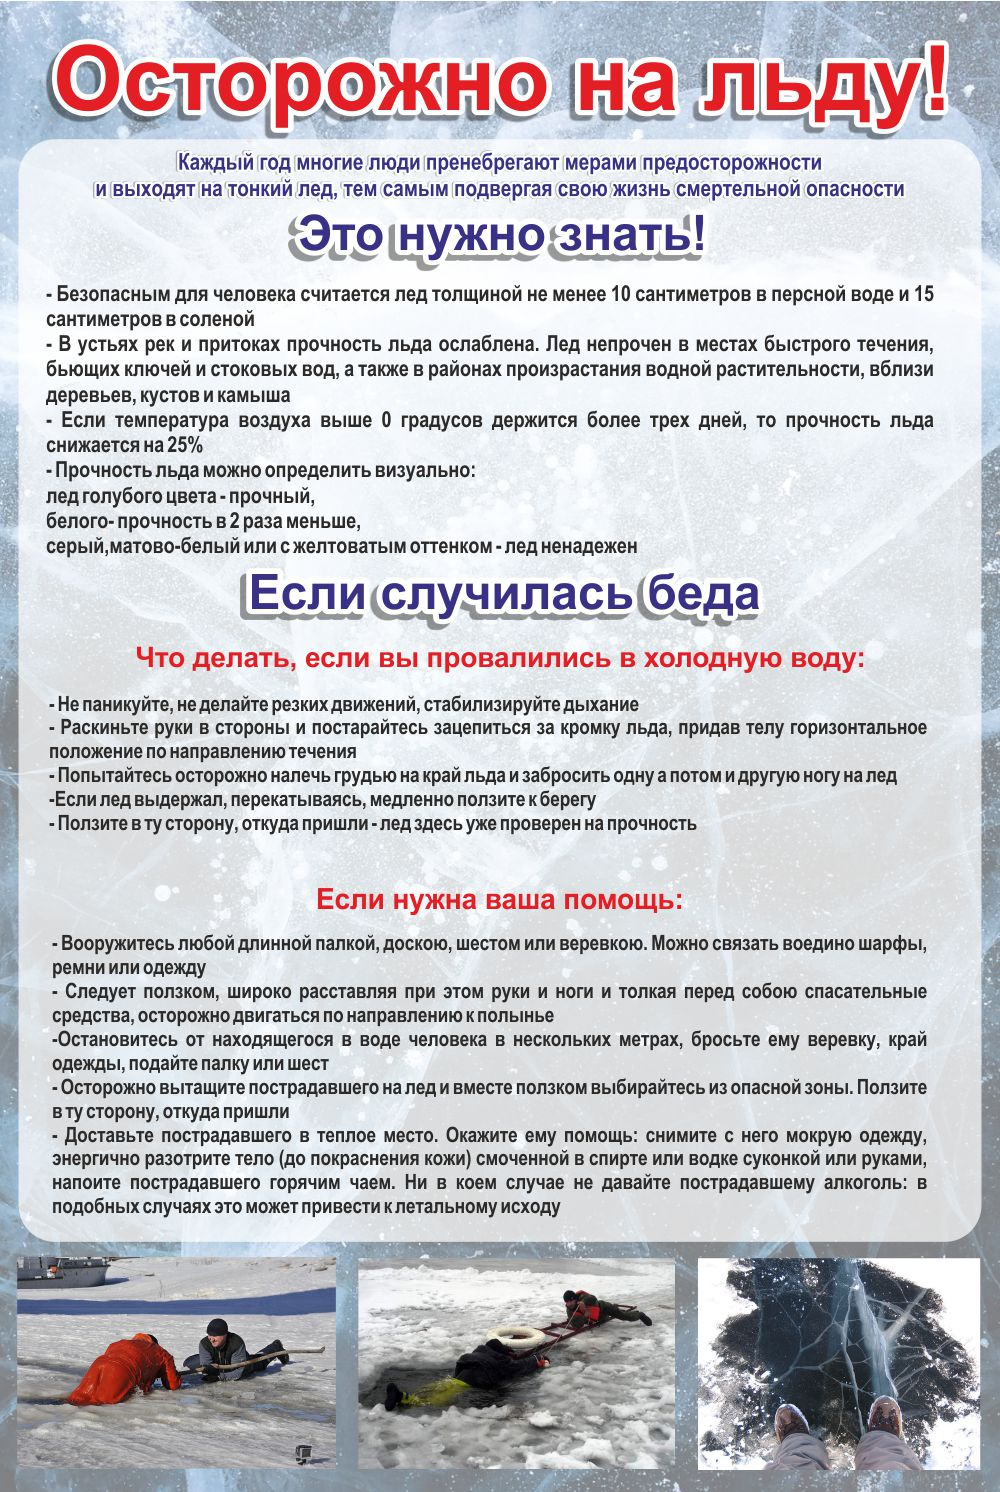 Осторожно на льду!
Каждый год многие люди пренебрегают мерами предосторожности
и выходят на тонкий лед, тем самым подвергая свою жизнь смертельной опасности
Это нужно знать!
- Безопасным для человека считается лед толщиной не менее 10 сантиметров в персной воде и 15
сантиметров в соленой
- В устьях рек и притоках прочность льда ослаблена. Лед непрочен в местах быстрого течения,
бьющих ключей и стоковых вод, а также в районах произрастания водной растительности, вблизи
деревьев, кустов и камыша
- Если температура воздуха выше 0 градусов держится более трех дней, то прочность льда
снижается на 25%
- Прочность льда можно определить визуально:
лед голубого цвета - прочный,
белого- прочность в 2 раза меньше,
серый,матово-белый или с желтоватым оттенком - лед ненадежен
Если случилась беда
Что делать, если вы провалились в холодную воду:
- Не паникуйте, не делайте резких движений, стабилизируйте дыхание
- Раскиньте руки в стороны и постарайтесь зацепиться за кромку льда, придав телу горизонтальное
положение по направлению течения
- Попытайтесь осторожно налечь грудью на край льда и забросить одну а потом и другую ногу на лед
-Если лед выдержал, перекатываясь, медленно ползите к берегу
- Ползите в ту сторону, откуда пришли - лед здесь уже проверен на прочность
Если нужна ваша помощь:
- Вооружитесь любой длинной палкой, доскою, шестом или веревкою. Можно связать воедино шарфы,
ремни или одежду
- Следует ползком, широко расставляя при этом руки и ноги и толкая перед собою спасательные
средства, осторожно двигаться по направлению к полынье
-Остановитесь от находящегося в воде человека в нескольких метрах, бросьте ему веревку, край
одежды, подайте палку или шест
- Осторожно вытащите пострадавшего на лед и вместе ползком выбирайтесь из опасной зоны. Ползите
в ту сторону, откуда пришли
- Доставьте пострадавшего в теплое место. Окажите ему помощь: снимите с него мокрую одежду,
энергично разотрите тело (до покраснения кожи) смоченной в спирте или водке суконкой или руками,
напоите пострадавшего горячим чаем. Ни в коем случае не давайте пострадавшему алкоголь: в
подобных случаях это может привести к летальному исходу